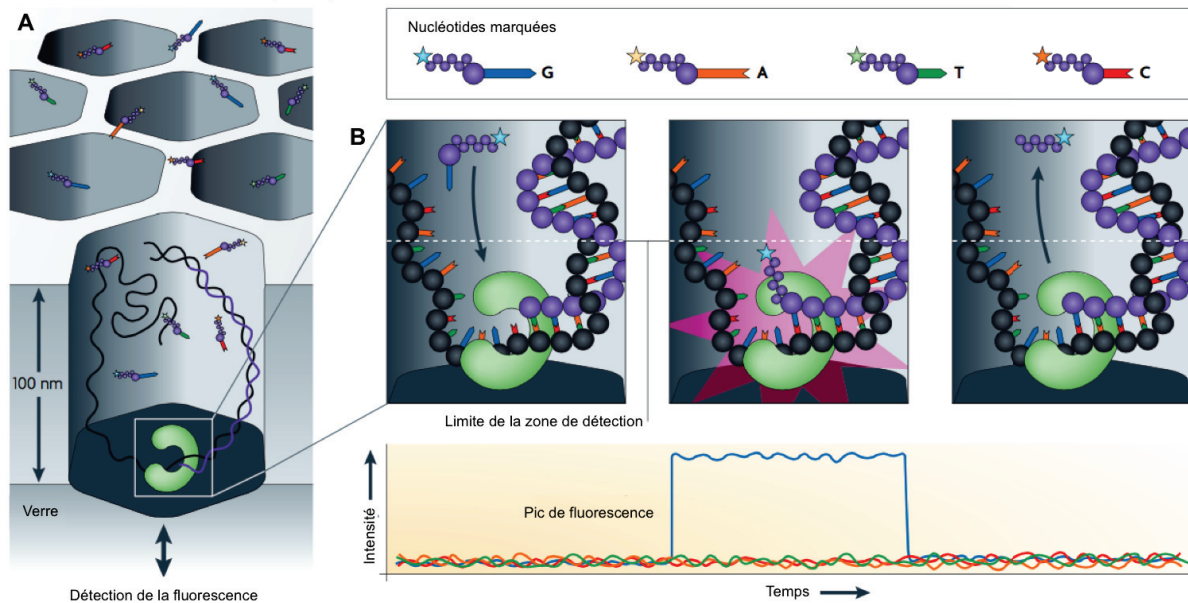 A
Nucléotides marquées
G
A
T
C
B
100 nm
Limite de la zone de détection
Verre
Pic de fluorescence
Intensité
Temps
Détection de la fluorescence